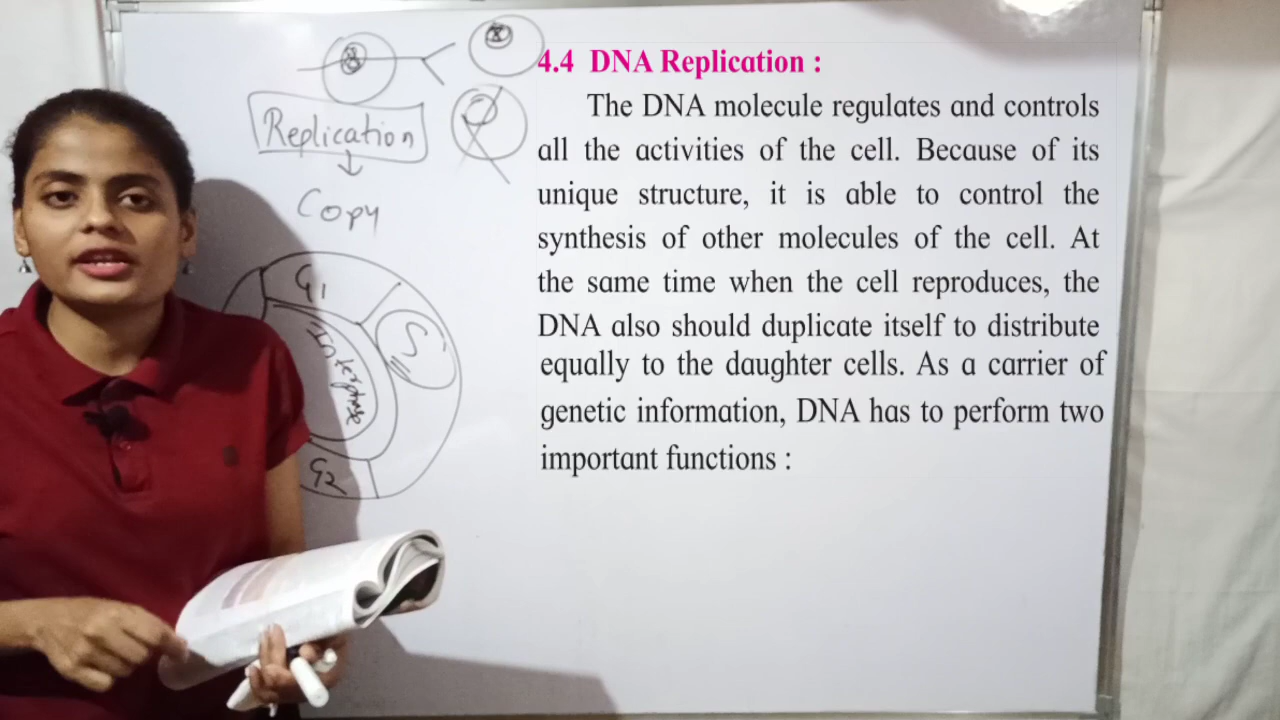 Replication
Copy
G1
S
Interphase
G2
4.4 DNA Replication :
The DNA molecule regulates and controls
all the activities of the cell. Because of its
unique structure, it is able to control the
synthesis of other molecules of the cell. At
the same time when the cell reproduces, the
DNA also should duplicate itself to distribute
equally to the daughter cells. As a carrier of
genetic information, DNA has to perform two
important functions :